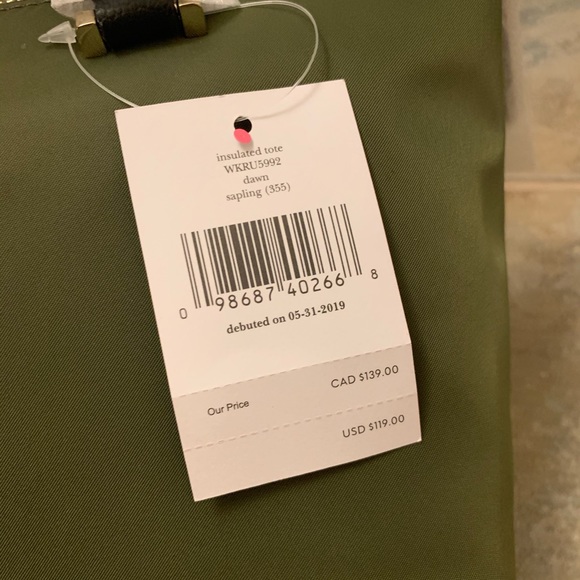 insulated tote
WKRU5992
dawn
sapling (355)
0 98687 40266 8
debuted on 05-31-2019
CAD $139.00
Our Price
USD $119.00